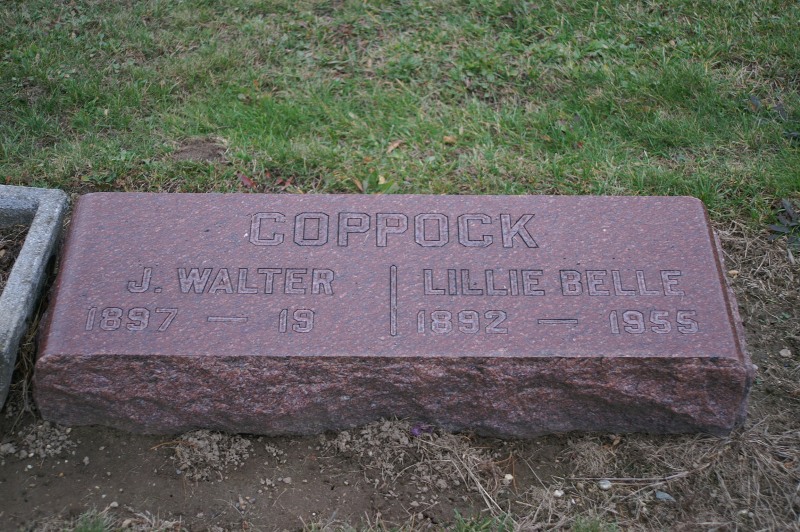 COPPOCK
J. WALTER LILLIE BELLE
1897 — 19 1892 — 1955